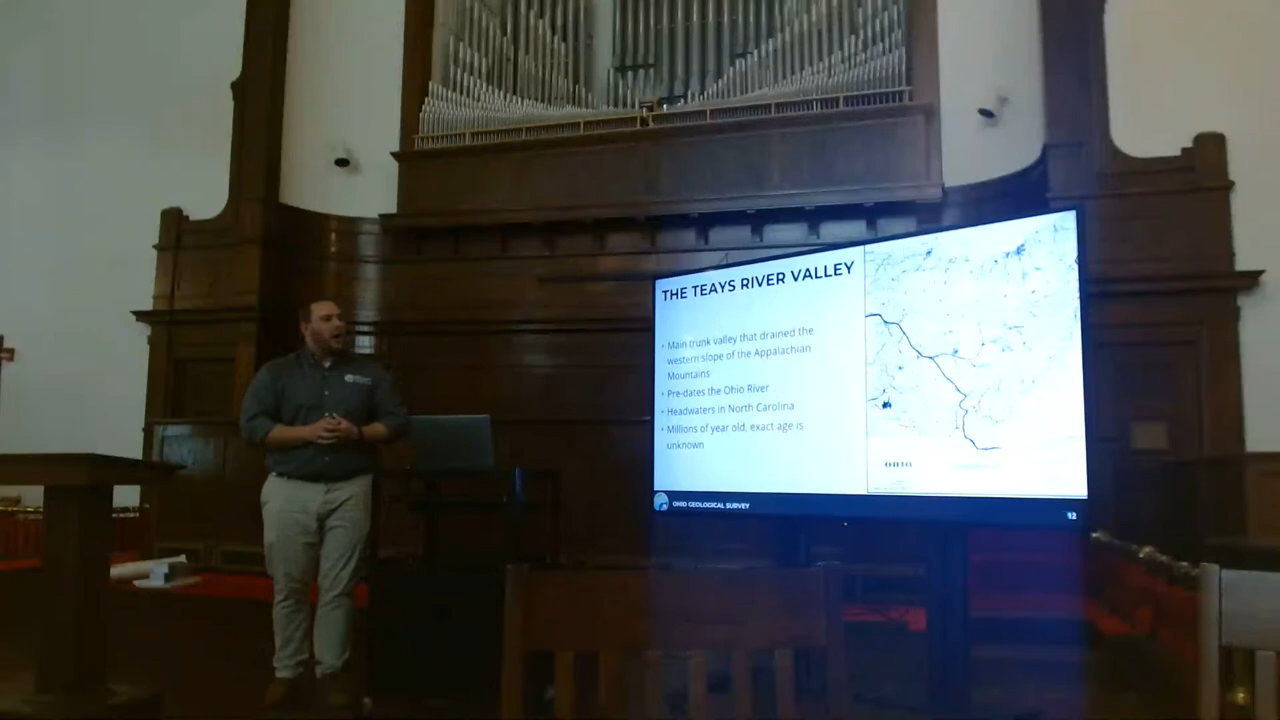 THE TEAYS RIVER VALLEY
• Main trunk valley that drained the
western slope of the Appalachian
Mountains
• Pre-dates the Ohio River
• Headwaters in North Carolina
• Millions of year old, exact age is
unknown
OHIO GEOLOGICAL SURVEY
12